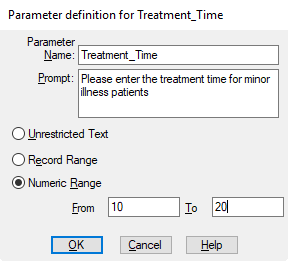 Parameter definition for Treatment_Time
Parameter
Name: Treatment_Time
Prompt: Please enter the treatment time for minor
illness patients
Unrestricted Text
Record Range
Numeric Range
From 10 To 20
OK Cancel Help